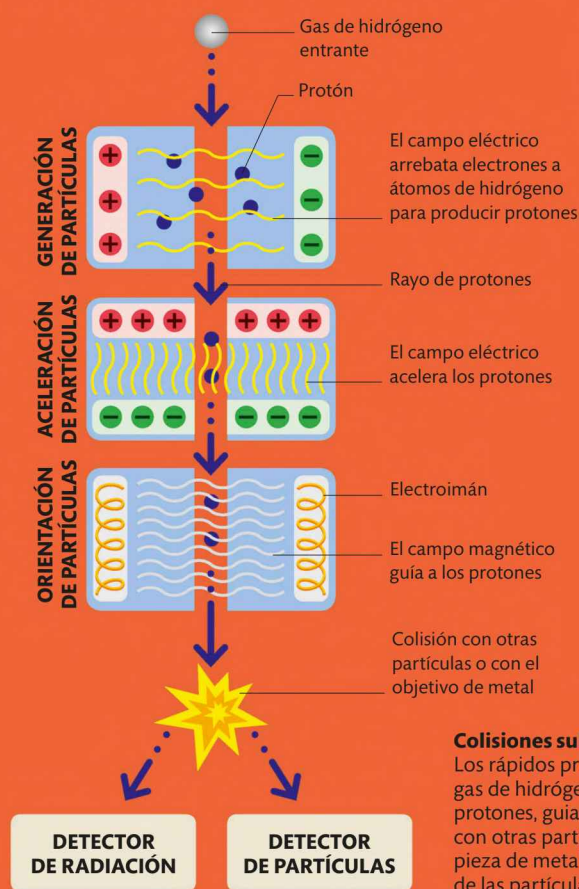 Gas de hidrógeno
entrante
Protón
GENERACIÓN
DE PARTÍCULAS
+
+
+
−
−
−
El campo eléctrico
arrebata electrones a
átomos de hidrógeno
para producir protones
Rayo de protones
ACELERACIÓN
DE PARTÍCULAS
+ + + + + +
− − − − − −
El campo eléctrico
acelera los protones
ORIENTACIÓN
DE PARTÍCULAS
Electroimán
El campo magnético
guía a los protones
Colisión con otras
partículas o con el
objetivo de metal
Colisiones su
Los rápidos pr
gas de hidróge
protones, guia
con otras part
pieza de meta
de las partícula
DETECTOR
DE RADIACIÓN
DETECTOR
DE PARTÍCULAS